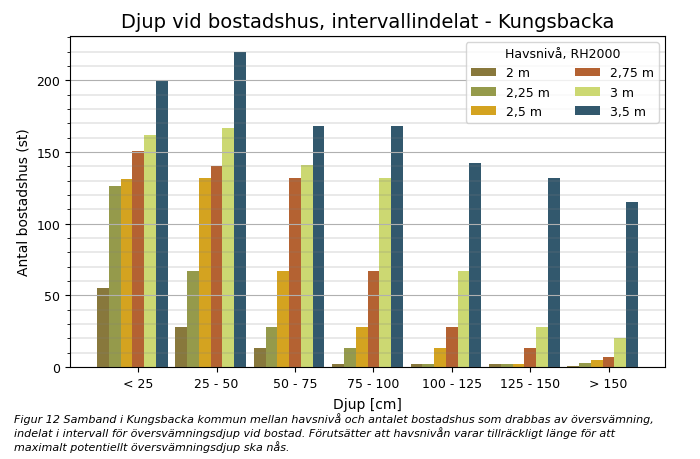 Djup vid bostadshus, intervallindelat - Kungsbacka
Havsnivå, RH2000
2 m
2,25 m
2,5 m
2,75 m
3 m
3,5 m
Antal bostadshus (st)
200
150
100
50
0
< 25
25 - 50
50 - 75
75 - 100
100 - 125
125 - 150
> 150
Djup [cm]
Figur 12 Samband i Kungsbacka kommun mellan havsnivå och antalet bostadshus som drabbas av översvämning,
indelat i intervall för översvämningsdjup vid bostad. Förutsätter att havsnivån varar tillräckligt länge för att
maximalt potentiellt översvämningsdjup ska nås.